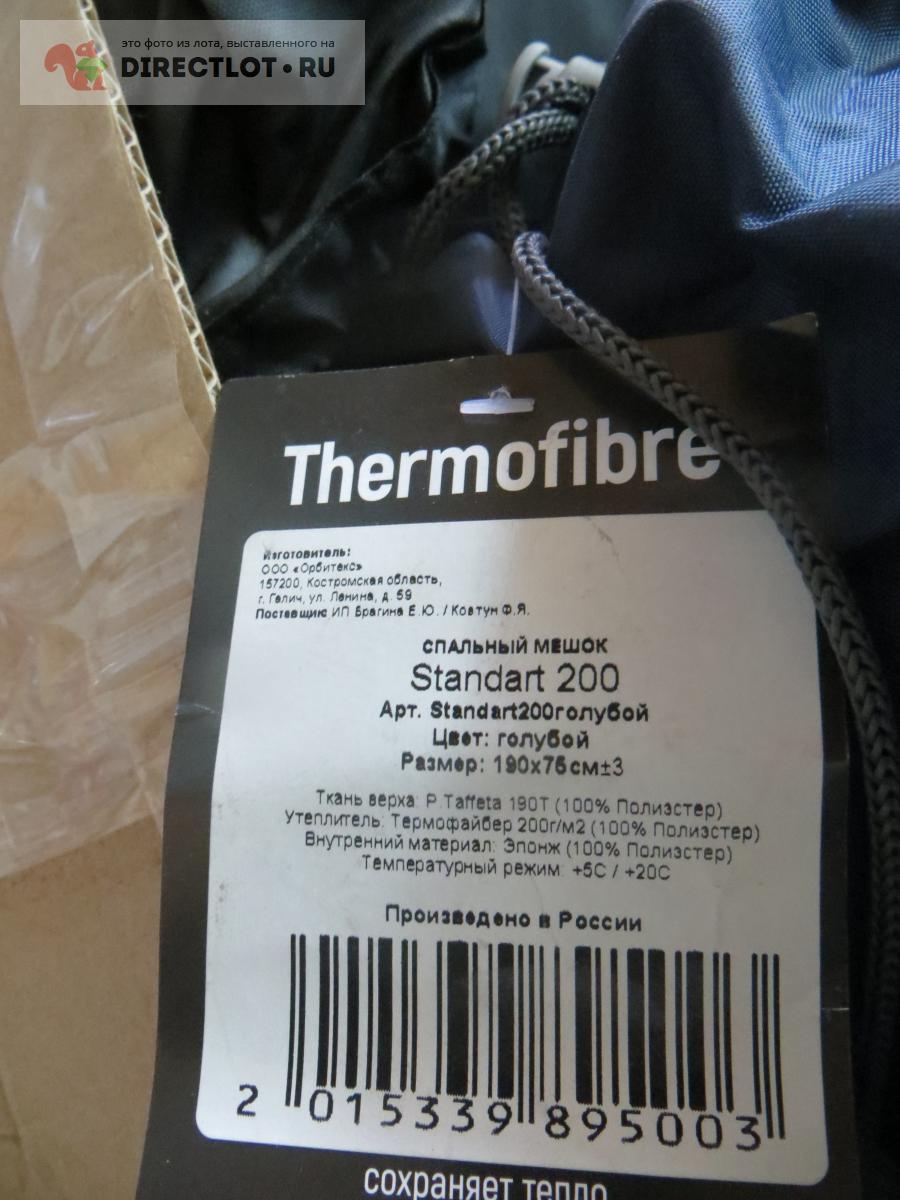 это фото из лота, выставленного на
DIRECTLOT.RU
Thermofibre
Изготовитель:
ООО «Орбитекс»
157200, Костромская область,
г. Галич, ул. Ленина, д. 59
Поставщик: ИП Брагина Е.Ю. / Ковтун Ф.Я.
СПАЛЬНЫЙ МЕШОК
Standart 200
Арт. Standart200голубой
Цвет: голубой
Размер: 190х75см±3
Ткань верха: P.Taffeta 190T (100% Полиэстер)
Утеплитель: Термофайбер 200г/м2 (100% Полиэстер)
Внутренний материал: Эпонж (100% Полиэстер)
Температурный режим: +5С / +20С
Произведено в России
2 015339 895003
сохраняет тепло